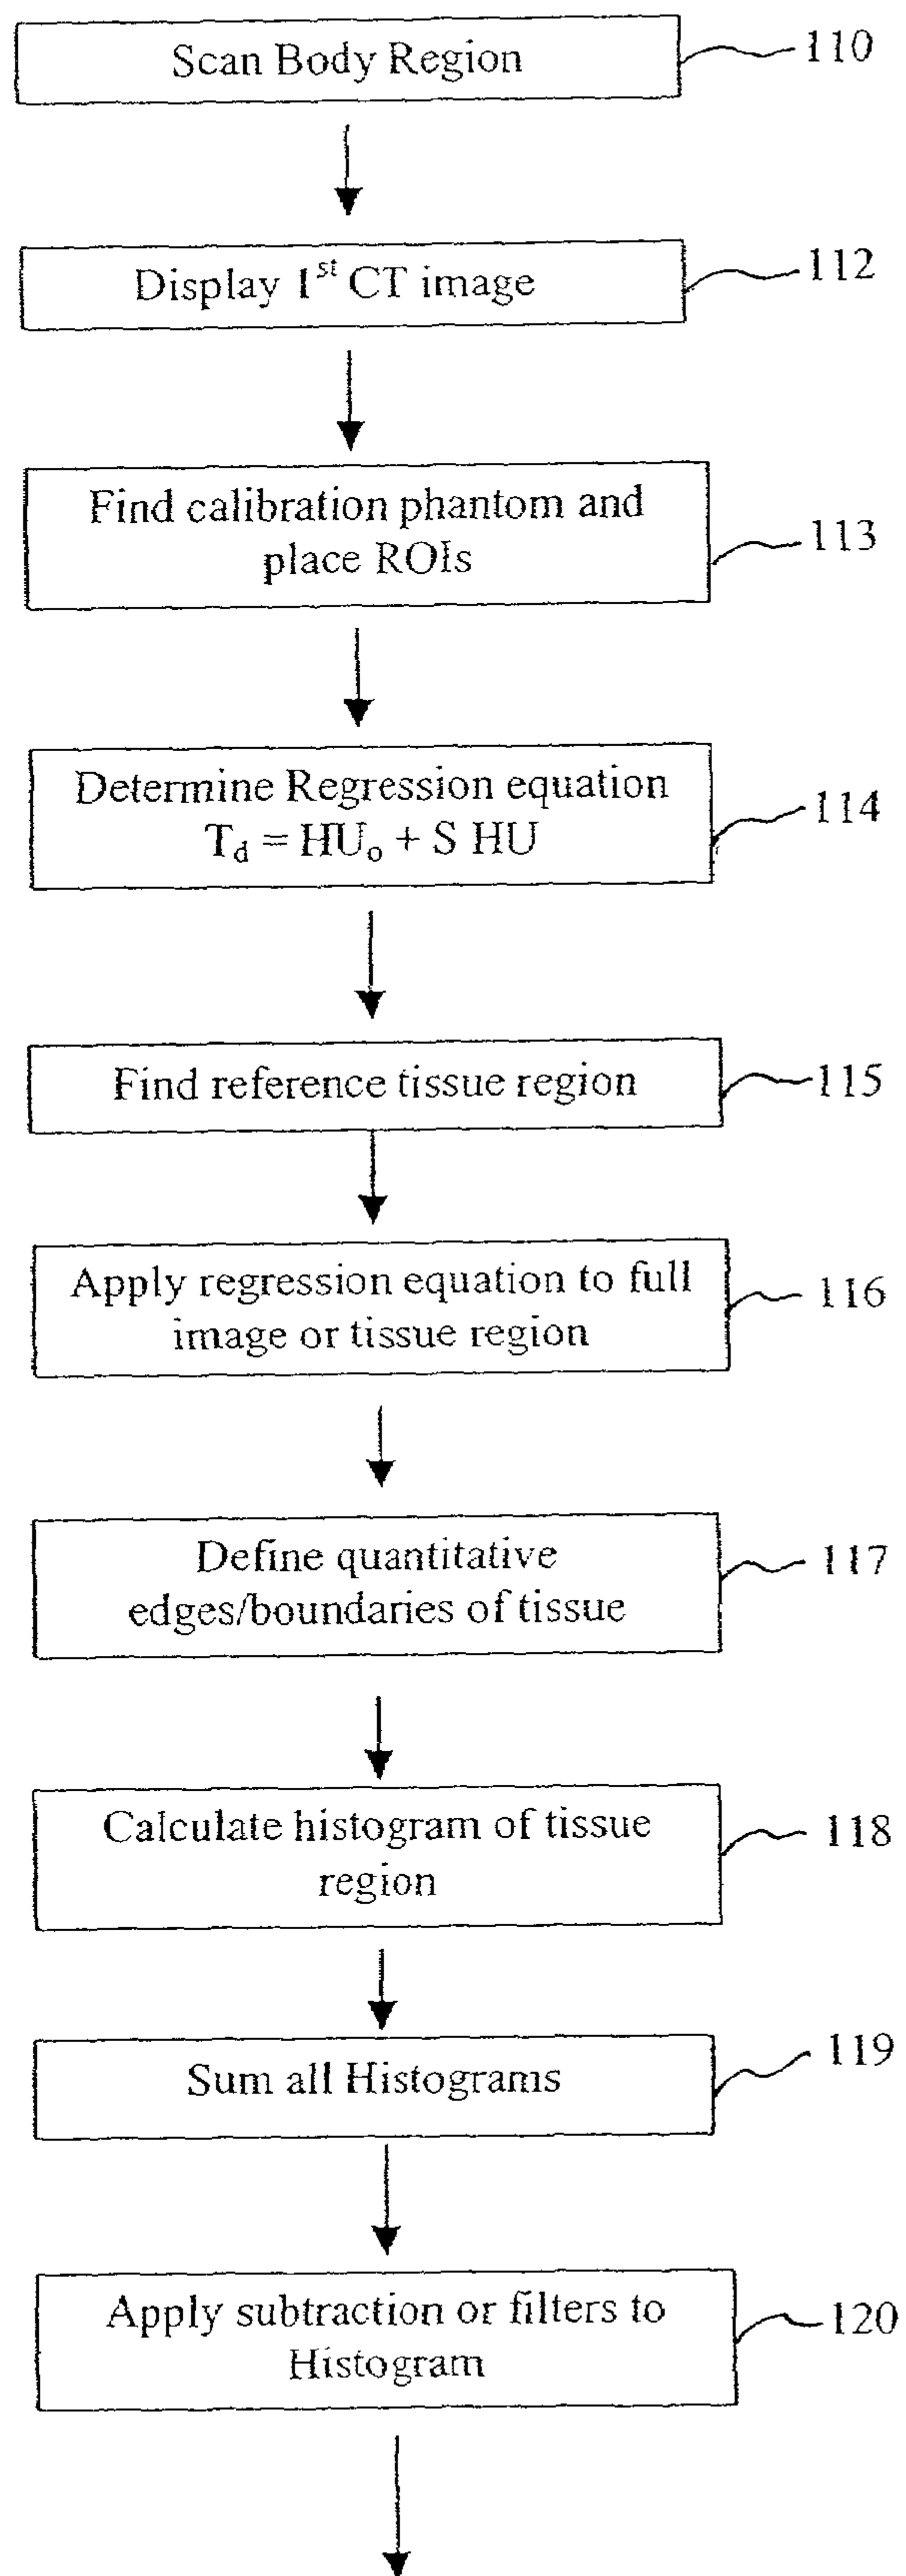 Scan Body Region
110
Display 1st CT image
112
Find calibration phantom and
place ROIs
113
Determine Regression equation
Td = HUo + S HU
114
Find reference tissue region
115
Apply regression equation to full
image or tissue region
116
Define quantitative
edges/boundaries of tissue
117
Calculate histogram of tissue
region
118
Sum all Histograms
119
Apply subtraction or filters to
Histogram
120